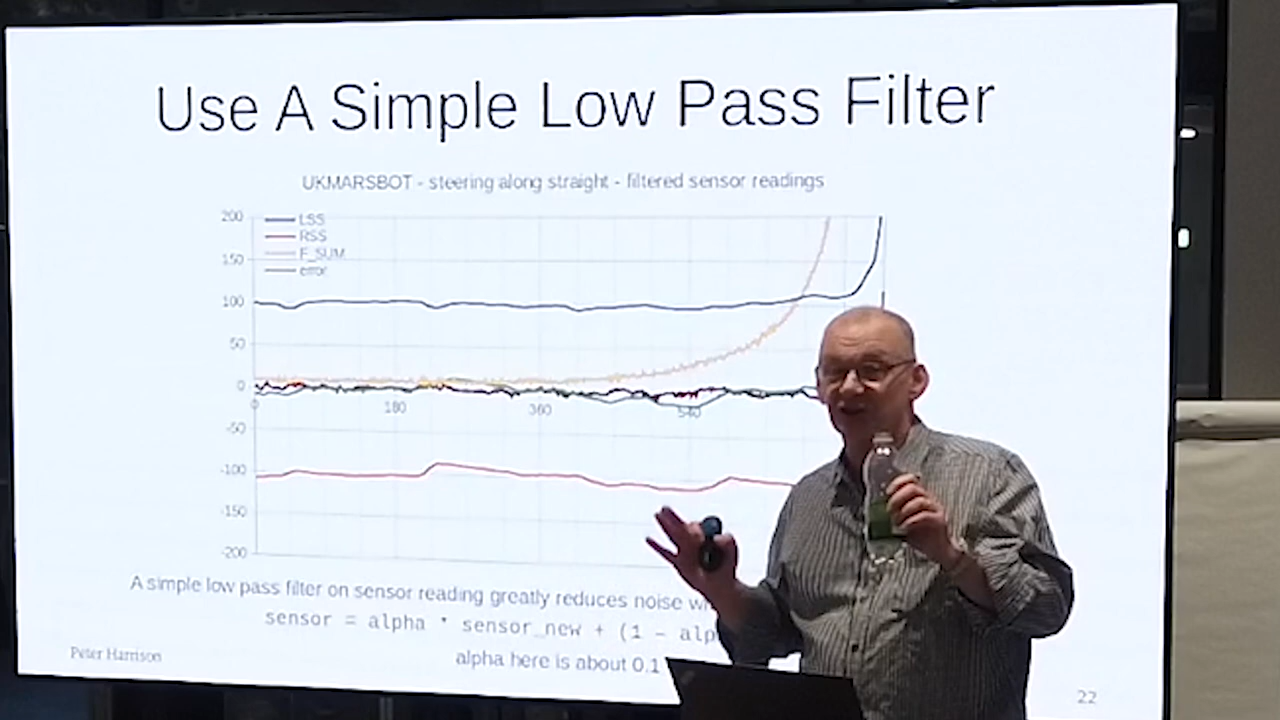 Use A Simple Low Pass Filter
UKMARSBOT - steering along straight - filtered sensor readings
200
LSS
RSS
F_SUM
error
150
100
50
0
0 180 360 540
-50
-100
-150
-200
A simple low pass filter on sensor reading greatly reduces noise
sensor = alpha * sensor_new + (1 - alp
alpha here is about 0.1
Peter Harrison
22